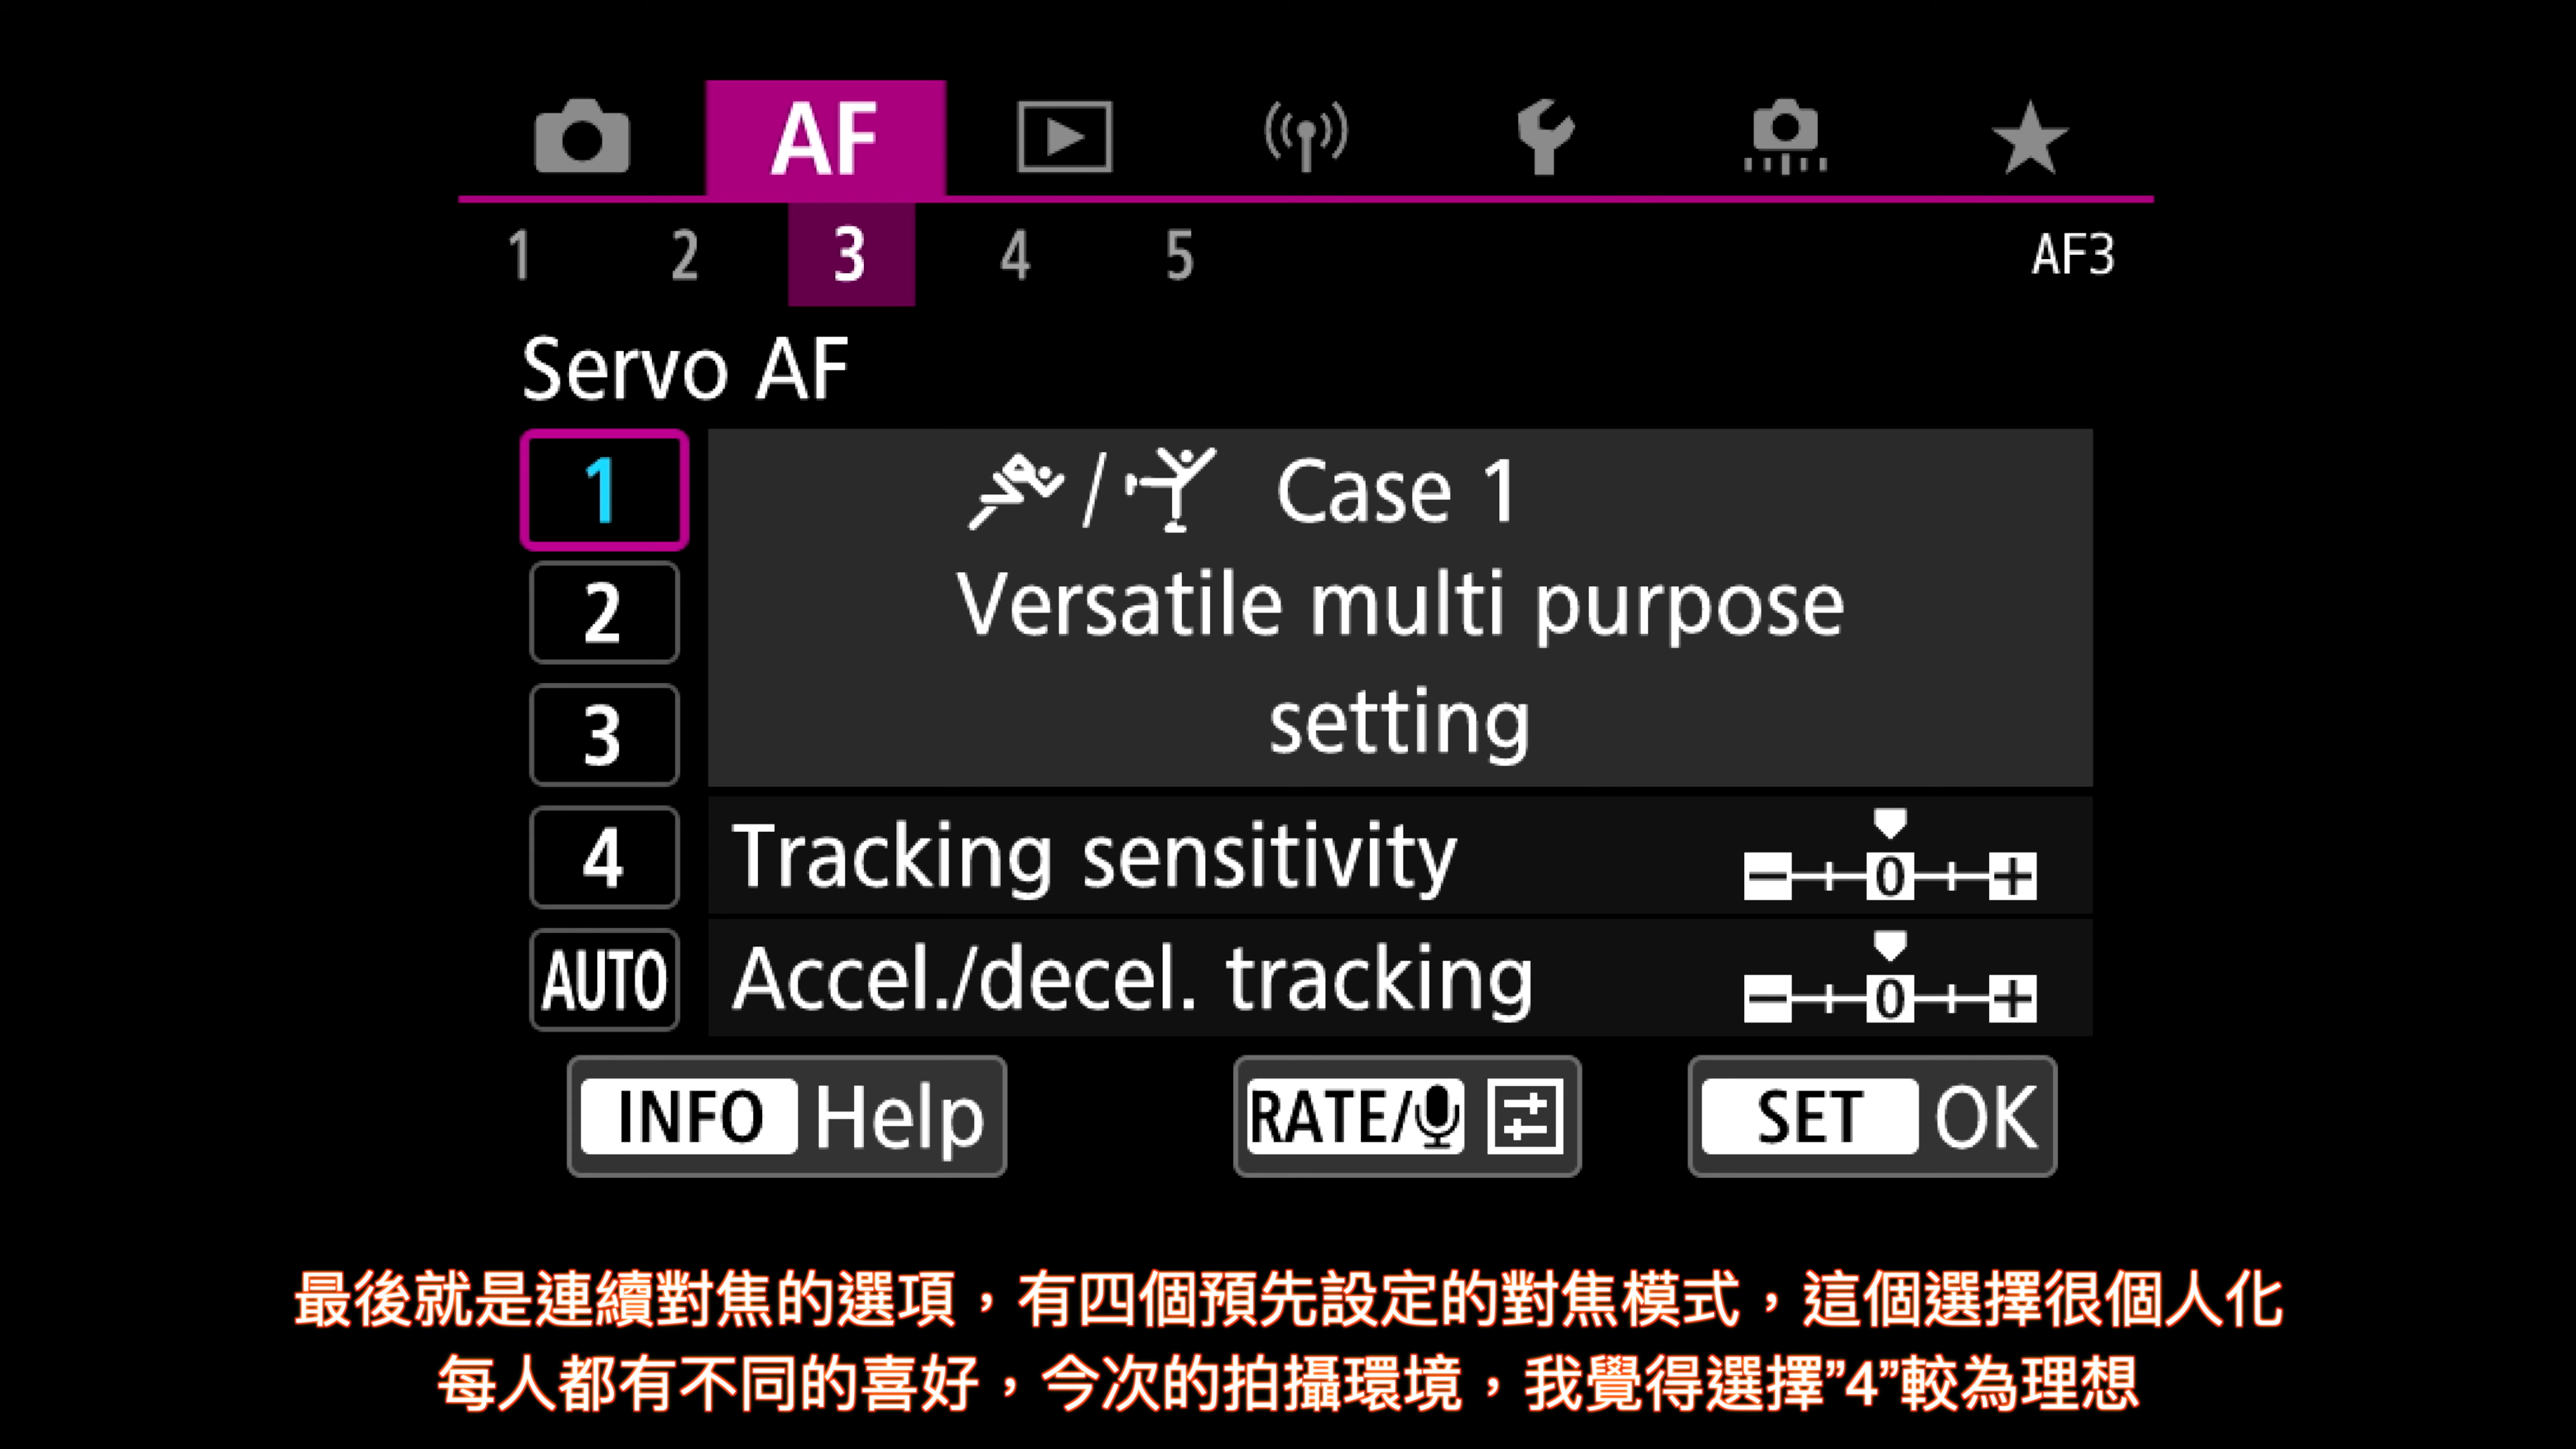 AF
1 2 3 4 5 AF3
Servo AF
1
Case 1
Versatile multi purpose
setting
2
3
4
Tracking sensitivity
0
AUTO
Accel./decel. tracking
0
INFO Help
RATE/
SET OK
最後就是連續對焦的選項，有四個預先設定的對焦模式，這個選擇很個人化
每人都有不同的喜好，今次的拍攝環境，我覺得選擇”4”較為理想